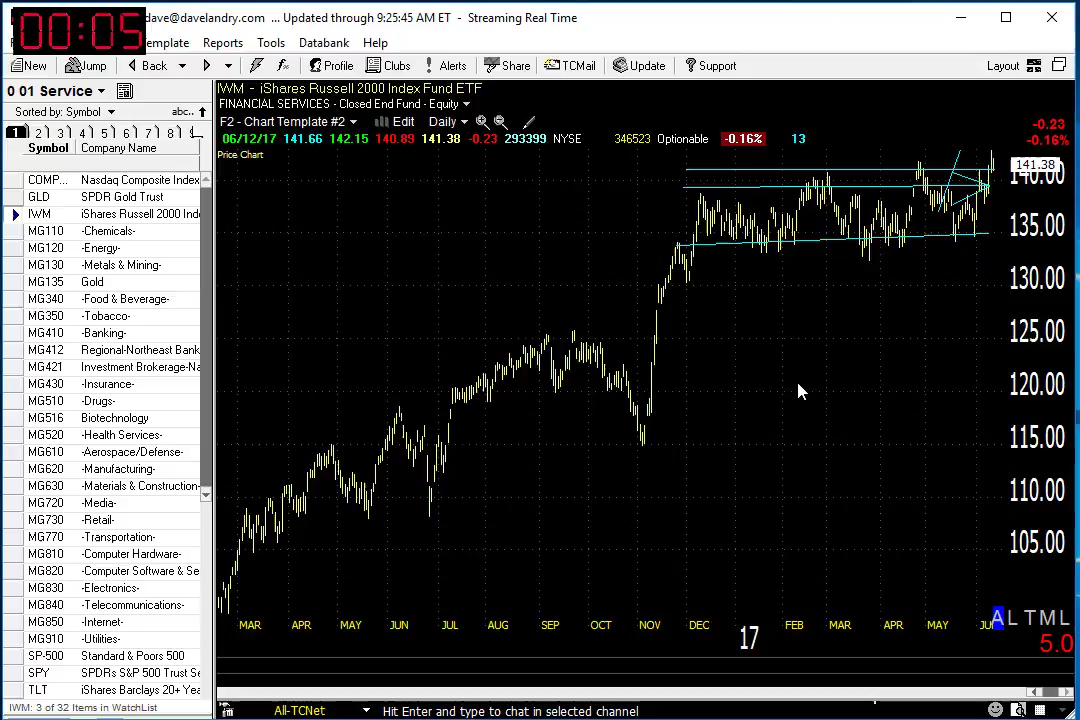 00:05
dave@davelandry.com ... Updated through 9:25:45 AM ET - Streaming Real Time
emplate Reports Tools Databank Help
New Jump Back Profile Clubs Alerts Share TCMail Update Support Layout
0 01 Service
Sorted by: Symbol abc..
1 2 3 4 5 6 7 8
Symbol Company Name
COMP... Nasdaq Composite Index
GLD SPDR Gold Trust
IWM iShares Russell 2000 Ind
MG110 -Chemicals-
MG120 -Energy-
MG130 -Metals & Mining-
MG135 Gold
MG340 -Food & Beverage-
MG350 -Tobacco-
MG410 -Banking-
MG412 Regional-Northeast Bank
MG421 Investment Brokerage-Na
MG430 -Insurance-
MG510 -Drugs-
MG516 Biotechnology
MG520 -Health Services-
MG610 -Aerospace/Defense-
MG620 -Manufacturing-
MG630 -Materials & Construction-
MG720 -Media-
MG730 -Retail-
MG770 -Transportation-
MG810 -Computer Hardware-
MG820 -Computer Software & Se
MG830 -Electronics-
MG840 -Telecommunications-
MG850 -Internet-
MG910 -Utilities-
SP-500 Standard & Poors 500
SPY SPDRs S&P 500 Trust Se
TLT iShares Barclays 20+ Yea
IWM: 3 of 32 Items in WatchList
IWM - iShares Russell 2000 Index Fund ETF
FINANCIAL SERVICES - Closed End Fund - Equity
F2 - Chart Template #2 Edit Daily
06/12/17 141.66 142.15 140.89 141.38 -0.23 293399 NYSE 346523 Optionable -0.16% 13
-0.23
-0.16%
Price Chart
141.38
140.00
135.00
130.00
125.00
120.00
115.00
110.00
105.00
MAR APR MAY JUN JUL AUG SEP OCT NOV DEC 17 FEB MAR APR MAY JU
A L T M L
5.0
All-TCNet Hit Enter and type to chat in selected channel